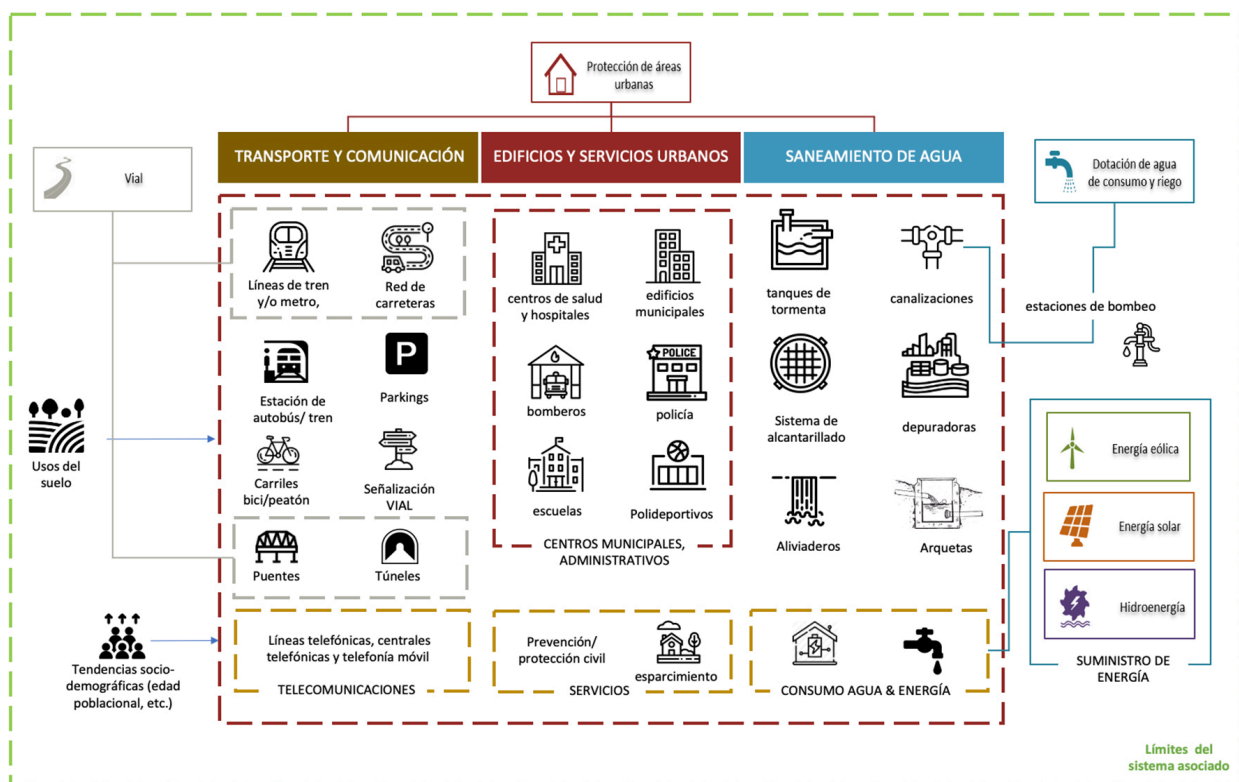 Protección de áreas
urbanas
TRANSPORTE Y COMUNICACIÓN
EDIFICIOS Y SERVICIOS URBANOS
SANEAMIENTO DE AGUA
Vial
Dotación de agua
de consumo y riego
Líneas de tren
y/o metro,
Red de
carreteras
centros de salud
y hospitales
edificios
municipales
tanques de
tormenta
canalizaciones
estaciones de bombeo
P
POLICE
Estación de
autobús/ tren
Parkings
bomberos
policía
Sistema de
alcantarillado
depuradoras
Usos del
suelo
Carriles
bici/peatón
Señalización
VIAL
escuelas
Polideportivos
Aliviaderos
Arquetas
CENTROS MUNICIPALES,
ADMINISTRATIVOS
Puentes
Túneles
Energía eólica
Energía solar
Hidroenergía
SUMINISTRO DE
ENERGÍA
Tendencias socio-
demográficas (edad
poblacional, etc.)
Líneas telefónicas, centrales
telefónicas y telefonía móvil
TELECOMUNICACIONES
Prevención/
protección civil
esparcimiento
SERVICIOS
CONSUMO AGUA & ENERGÍA
Límites del
sistema asociado